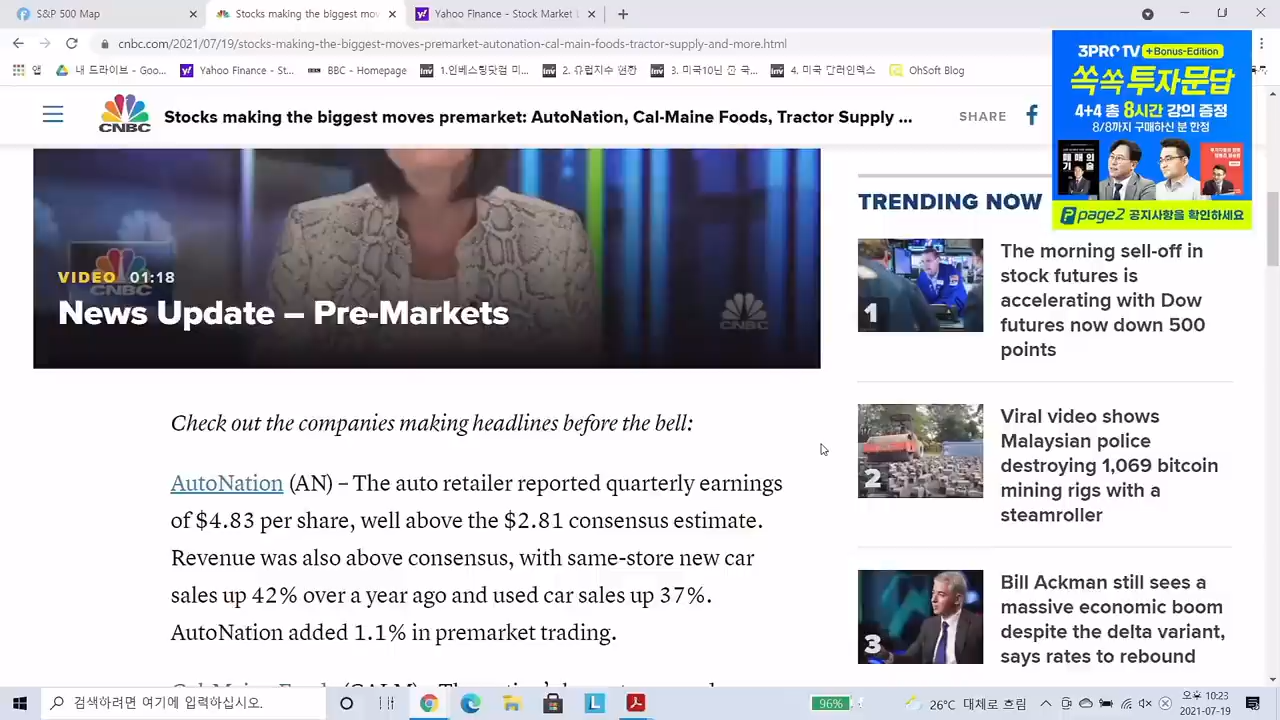 S&P 500 Map
Stocks making the biggest moves
Yahoo Finance - Stock Market L
cnbc.com/2021/07/19/stocks-making-the-biggest-moves-premarket-autonation-cal-main-foods-tractor-supply-and-more.html
앱
내 드라이브 - Goo...
Yahoo Finance - St...
BBC - Homepage
1.인베스팅닷컴 미...
2. 유럽지수 현황
3. 미국10년 만 국...
4. 미국 달러인덱스
OhSoft Blog
3PROTV +Bonus-Edition
쏙쏙 투자문답
4+4 총 8시간 강의 증정
8/8까지 구매하신 분 한정
매매의
기술
page2 공지사항을 확인하세요
CNBC
Stocks making the biggest moves premarket: AutoNation, Cal-Maine Foods, Tractor Supply ...
SHARE
CNBC
VIDEO 01:18
News Update – Pre-Markets
CNBC
Check out the companies making headlines before the bell:
AutoNation (AN) – The auto retailer reported quarterly earnings
of $4.83 per share, well above the $2.81 consensus estimate.
Revenue was also above consensus, with same-store new car
sales up 42% over a year ago and used car sales up 37%.
AutoNation added 1.1% in premarket trading.
TRENDING NOW
1
The morning sell-off in
stock futures is
accelerating with Dow
futures now down 500
points
2
Viral video shows
Malaysian police
destroying 1,069 bitcoin
mining rigs with a
steamroller
3
Bill Ackman still sees a
massive economic boom
despite the delta variant,
says rates to rebound
검색하려면 여기에 입력하십시오.
96%
26°C 대체로 흐림
오후 10:23
2021-07-19